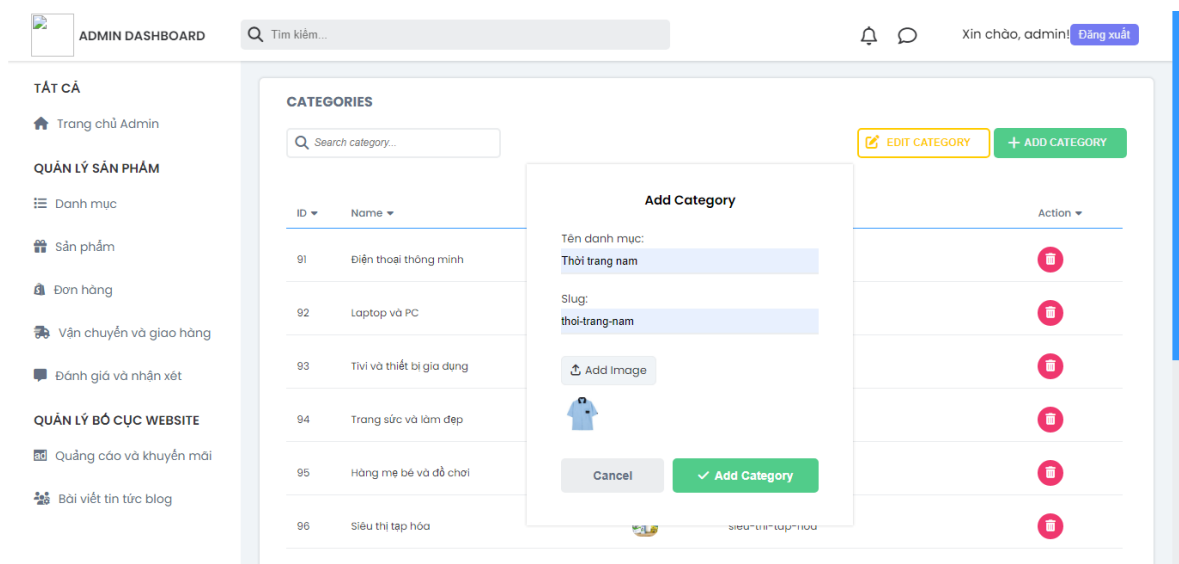 ADMIN DASHBOARD
Tìm kiếm...
Xin chào, admin! Đăng xuất
TẤT CẢ
Trang chủ Admin
QUẢN LÝ SẢN PHẨM
Danh mục
Sản phẩm
Đơn hàng
Vận chuyển và giao hàng
Đánh giá và nhận xét
QUẢN LÝ BỐ CỤC WEBSITE
Quảng cáo và khuyến mãi
Bài viết tin tức blog
CATEGORIES
Search category...
EDIT CATEGORY
ADD CATEGORY
ID Name Action
91 Điện thoại thông minh
92 Laptop và PC
93 Tivi và thiết bị gia dụng
94 Trang sức và làm đẹp
95 Hàng mẹ bé và đồ chơi
96 Siêu thị tạp hóa sieu-thi-tap-hoa
Add Category
Tên danh mục:
Thời trang nam
Slug:
thoi-trang-nam
Add Image
Cancel
Add Category